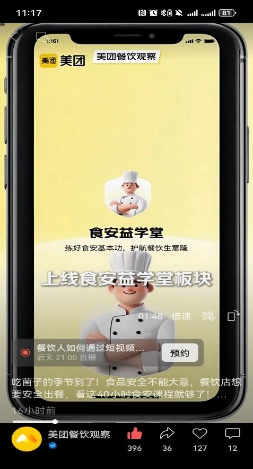 11:17
81
美团 美团
美团餐饮观察
食安益学堂
练好食安基本功，护航餐饮生意隆
上线食安益学堂板块
01:48 倍速
餐饮人如何通过短视频...
后天 21:00 直播
预约
吃菌子的季节到了！食品安全不能大意，餐饮店想
要安全出餐，看这40小时食安课程就够了！...
16小时前
美团餐饮观察
396 36 127 12